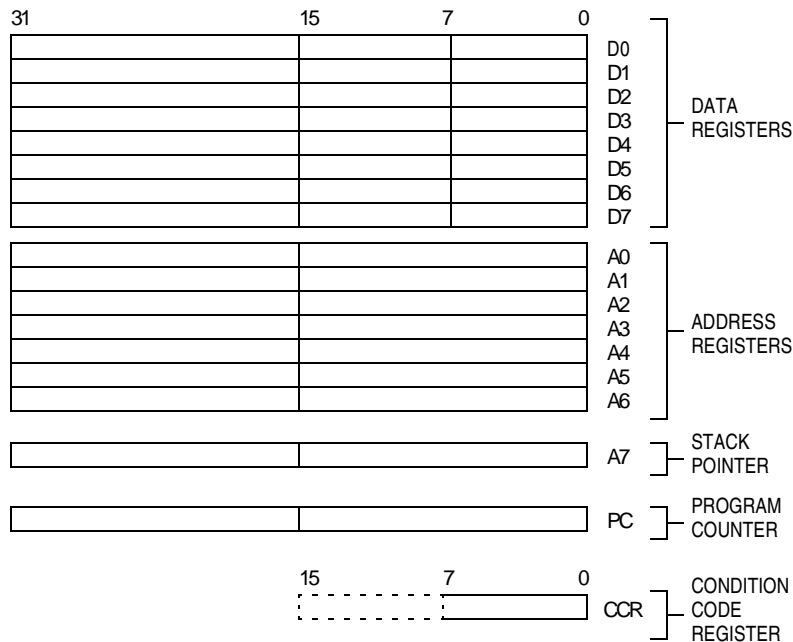 31 15 7 0
D0
D1
D2
D3
D4
D5
D6
D7
DATA
REGISTERS
A0
A1
A2
A3
A4
A5
A6
ADDRESS
REGISTERS
A7
STACK
POINTER
PC
PROGRAM
COUNTER
15 7 0
CCR
CONDITION
CODE
REGISTER